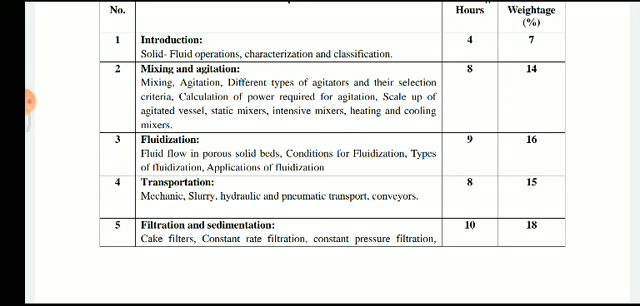 No. Hours Weightage
(%)
1 Introduction: 4 7
Solid- Fluid operations, characterization and classification.
2 Mixing and agitation: 8 14
Mixing, Agitation, Different types of agitators and their selection
criteria, Calculation of power required for agitation, Scale up of
agitated vessel, static mixers, intensive mixers, heating and cooling
mixers.
3 Fluidization: 9 16
Fluid flow in porous solid beds, Conditions for Fluidization, Types
of fluidization, Applications of fluidization
4 Transportation: 8 15
Mechanic, Slurry, hydraulic and pneumatic transport, conveyors.
5 Filtration and sedimentation: 10 18
Cake filters, Constant rate filtration, constant pressure filtration,